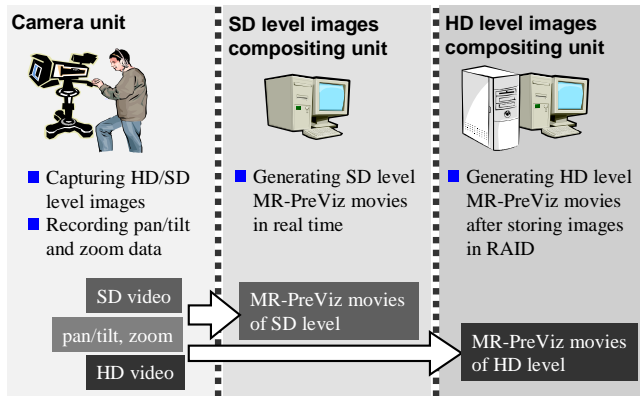 Camera unit
Capturing HD/SD
level images
Recording pan/tilt
and zoom data
SD level images
compositing unit
Generating SD level
MR-PreViz movies
in real time
HD level images
compositing unit
Generating HD level
MR-PreViz movies
after storing images
in RAID
SD video
pan/tilt, zoom
HD video
MR-PreViz movies
of SD level
MR-PreViz movies
of HD level